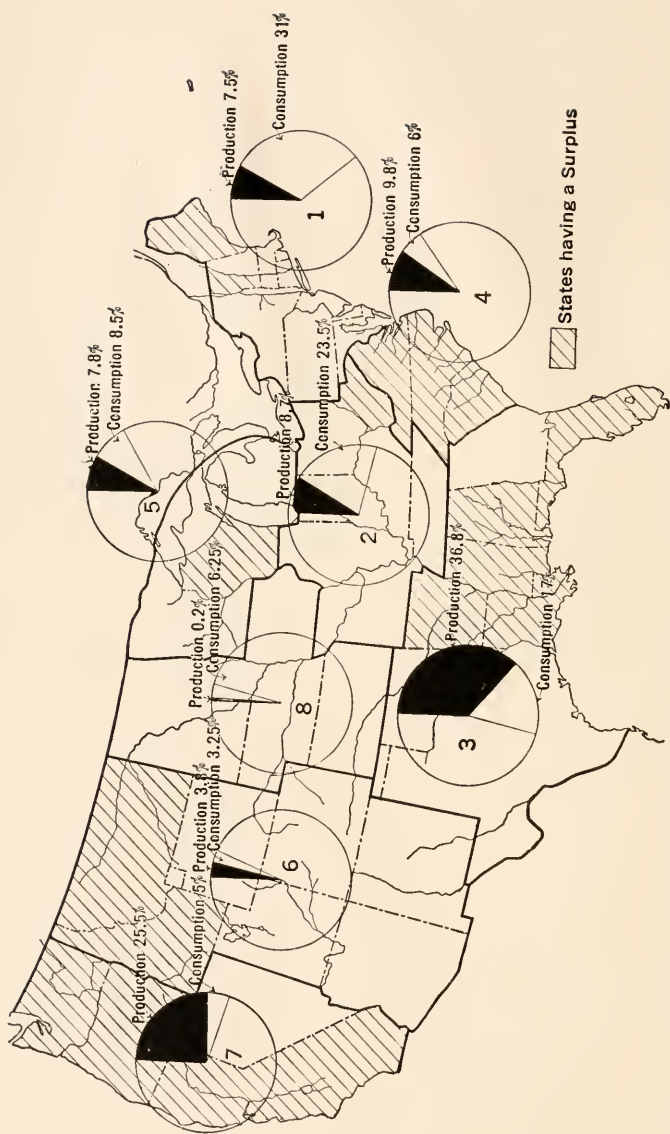 Production 7.5%
Consumption 31%
1
Production 8.7%
Consumption 23.5%
2
Production 36.8%
Consumption 17%
3
Production 9.8%
Consumption 6%
4
Production 7.8%
Consumption 8.5%
5
Production 3.8%
Consumption 3.25%
6
Production 25.5%
Consumption 5%
7
Production 0.2%
Consumption 6.25%
8
States having a Surplus